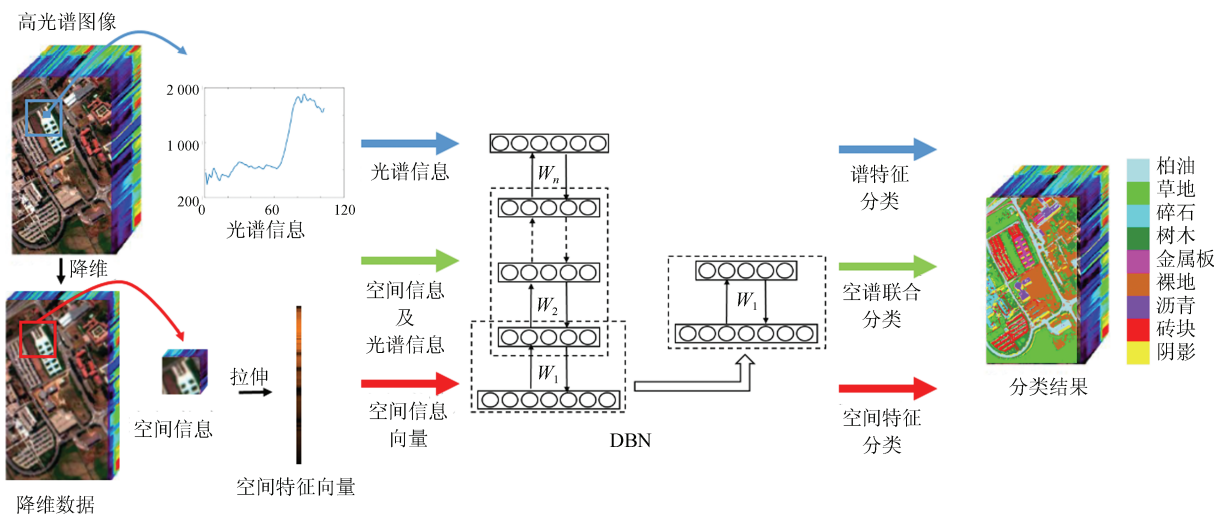 高光谱图像
2 000
1 000
200
0
60
120
光谱信息
降维
空间信息
拉伸
空间特征向量
降维数据
光谱信息
空间信息
及
光谱信息
空间信息
向量
Wn
W2
W1
W1
DBN
谱特征
分类
空谱联合
分类
空间特征
分类
分类结果
柏油
草地
碎石
树木
金属板
裸地
沥青
砖块
阴影